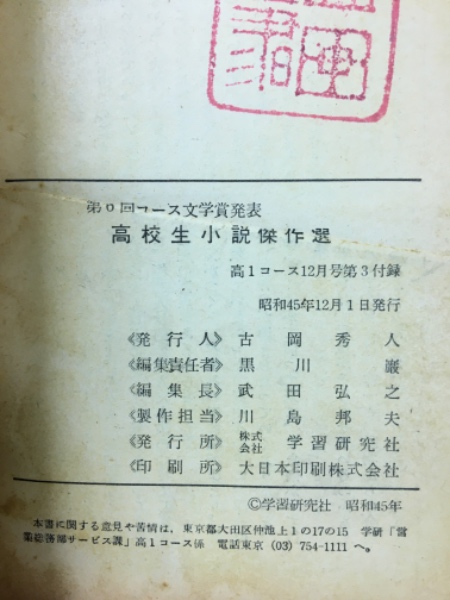 第6回コース文学賞発表
高校生小説傑作選
高1コース12月号第3付録
昭和45年12月1日発行
《発行人》 古岡秀人
《編集責任者》 黒川巌
《編集長》 武田弘之
《製作担当》 川島邦夫
《発行所》 株式会社 学習研究社
《印刷所》 大日本印刷株式会社
©学習研究社 昭和45年
本書に関する意見や苦情は、東京都大田区仲池上1の17の15 学研「営
業総務部サービス課」高1コース係 電話東京(03)754-1111へ。